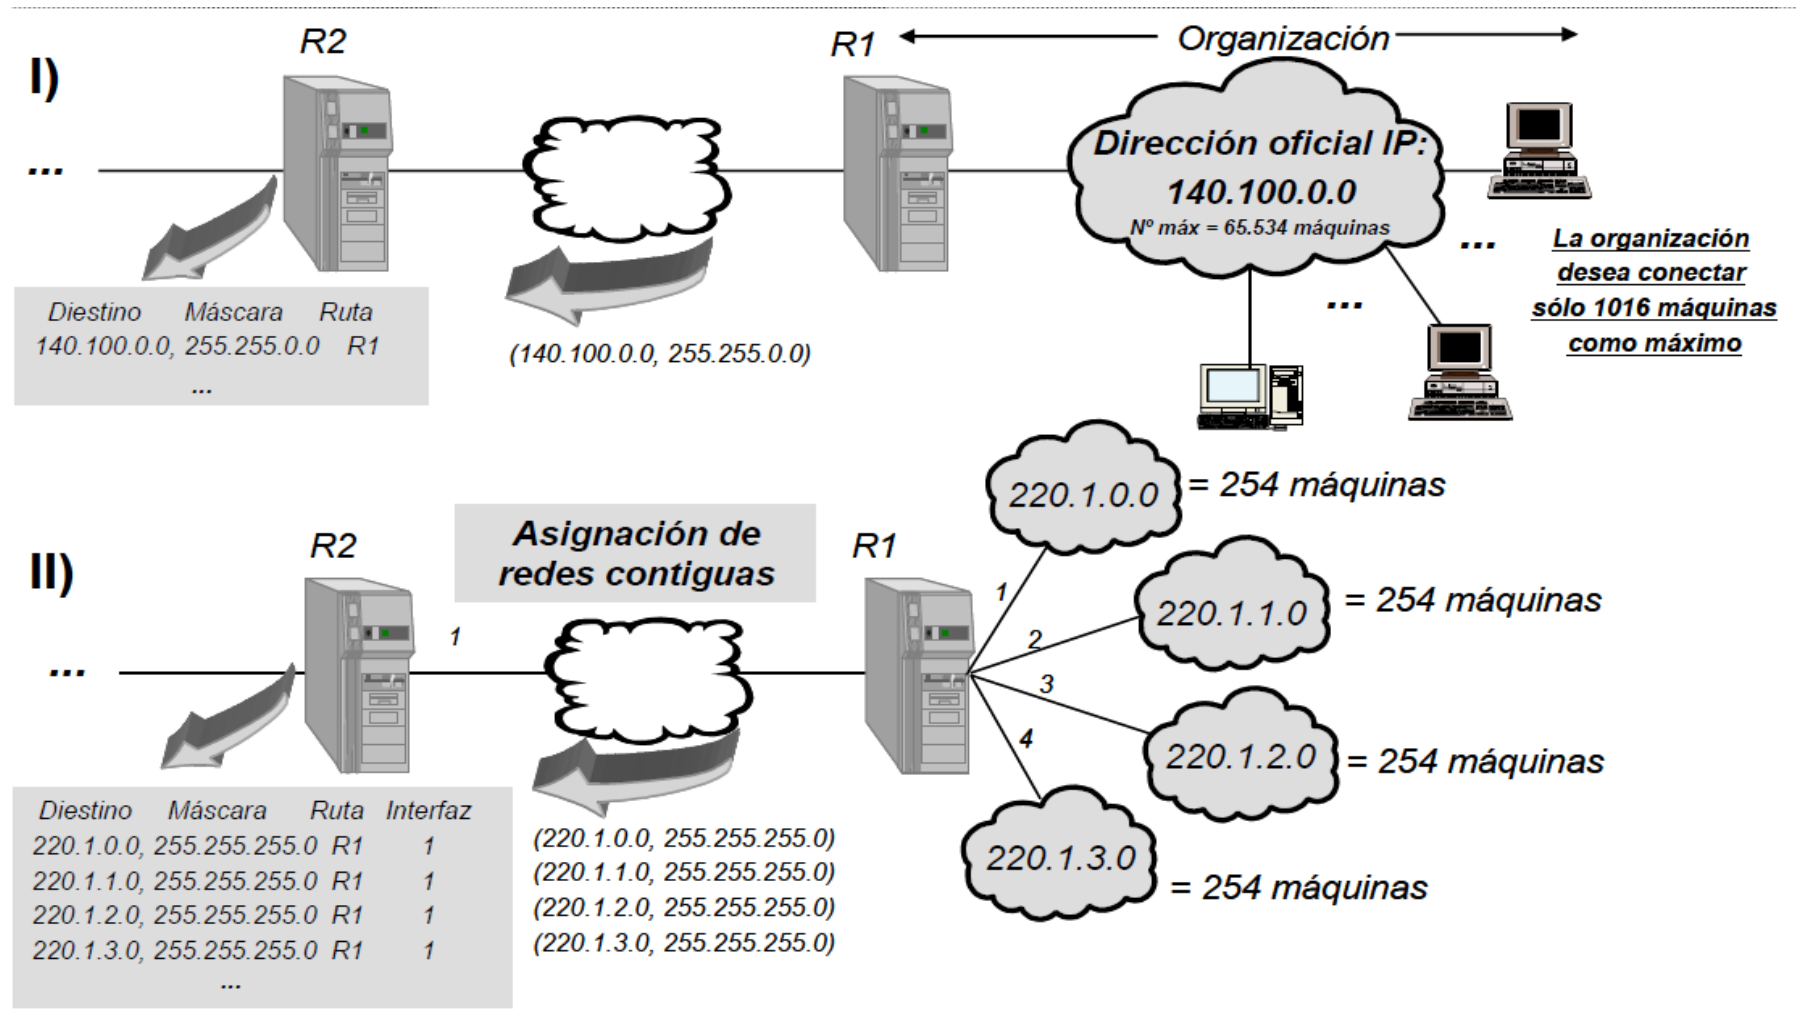 I)
R2
R1
Organización
Dirección oficial IP:
140.100.0.0
Nº máx = 65.534 máquinas
...
...
...
La organización
desea conectar
sólo 1016 máquinas
como máximo
Diestino Máscara Ruta
140.100.0.0, 255.255.0.0 R1
...
(140.100.0.0, 255.255.0.0)
II)
R2
Asignación de
redes contiguas
R1
1
...
220.1.0.0 = 254 máquinas
1
220.1.1.0 = 254 máquinas
2
3
220.1.2.0 = 254 máquinas
4
220.1.3.0 = 254 máquinas
Diestino Máscara Ruta Interfaz
220.1.0.0, 255.255.255.0 R1 1
220.1.1.0, 255.255.255.0 R1 1
220.1.2.0, 255.255.255.0 R1 1
220.1.3.0, 255.255.255.0 R1 1
...
(220.1.0.0, 255.255.255.0)
(220.1.1.0, 255.255.255.0)
(220.1.2.0, 255.255.255.0)
(220.1.3.0, 255.255.255.0)